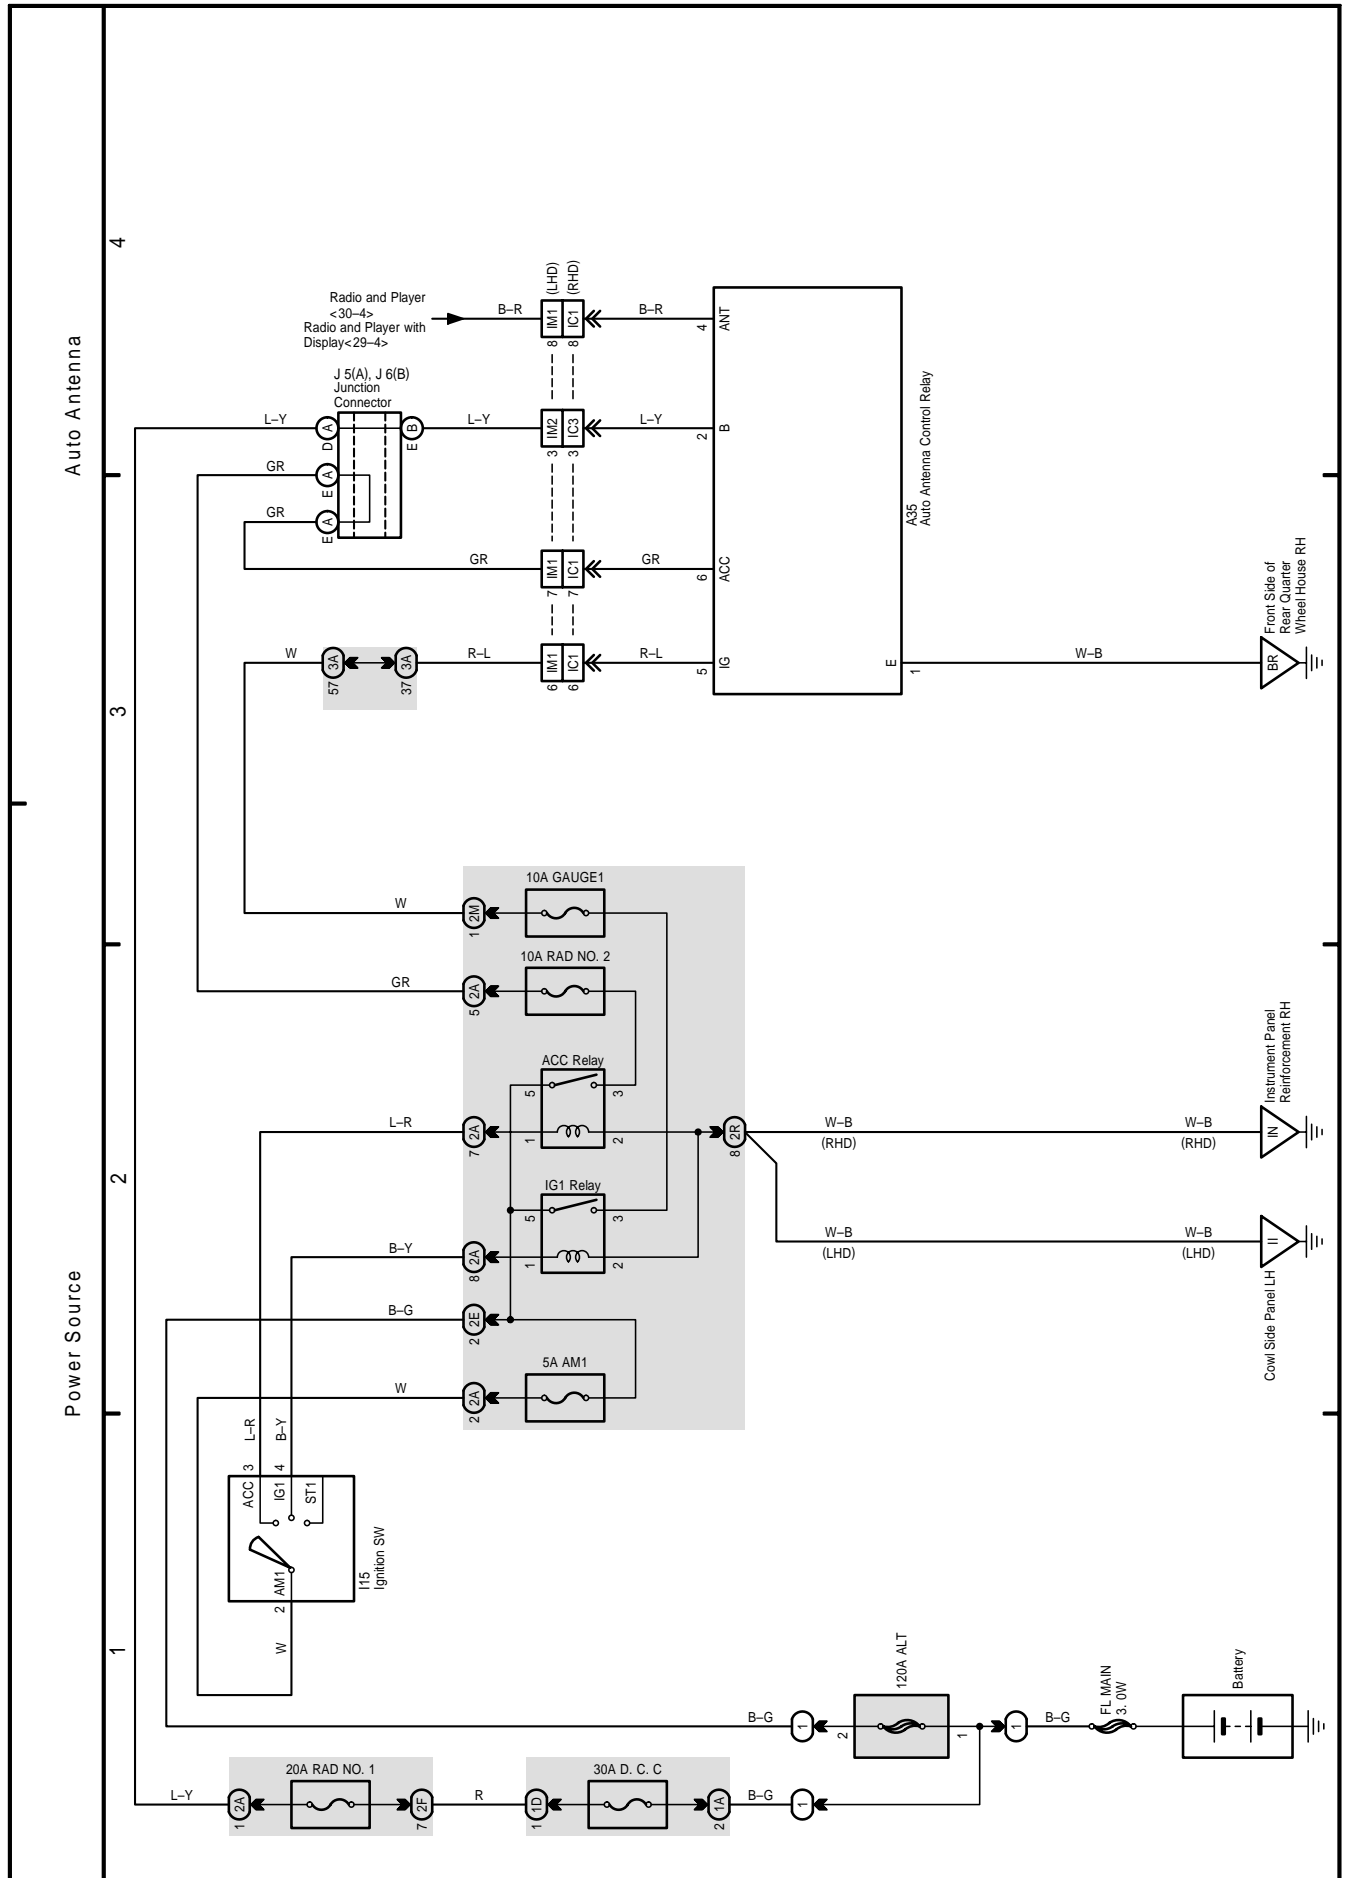 4
Auto Antenna
3
2
Power Source
1
Radio and Player
<30–4>
Radio and Player with
Display<29–4>
B–R
IM1
IC1
(LHD)
(RHD)
8
8
B–R
4
ANT
J 5(A), J 6(B)
Junction
Connector
L–Y
A
D
B
E
L–Y
IM2
IC3
3
3
L–Y
2
B
GR
A
E
GR
A
E
GR
IM1
IC1
7
7
GR
6
ACC
A35
Auto Antenna Control Relay
W
3A
57
3A
37
R–L
IM1
IC1
6
6
R–L
5
IG
E
1
W–B
BR
Front Side of
Rear Quarter
Wheel House RH
10A GAUGE1
W
2M
1
10A RAD NO. 2
GR
2A
5
ACC Relay
5
3
L–R
2A
7
1
2
2R
8
W–B
(RHD)
W–B
(RHD)
IN
Instrument Panel
Reinforcement RH
IG1 Relay
5
3
B–Y
2A
8
1
2
W–B
(LHD)
W–B
(LHD)
II
Cowl Side Panel LH
B–G
2E
2
5A AM1
W
2A
2
L–R
B–Y
3
4
ACC
IG1
ST1
AM1
2
I15
Ignition SW
W
120A ALT
B–G
1
2
1
1
B–G
FL MAIN
3. 0W
Battery
20A RAD NO. 1
L–Y
2A
1
2F
7
R
30A D. C. C
1D
1
1A
2
B–G
1